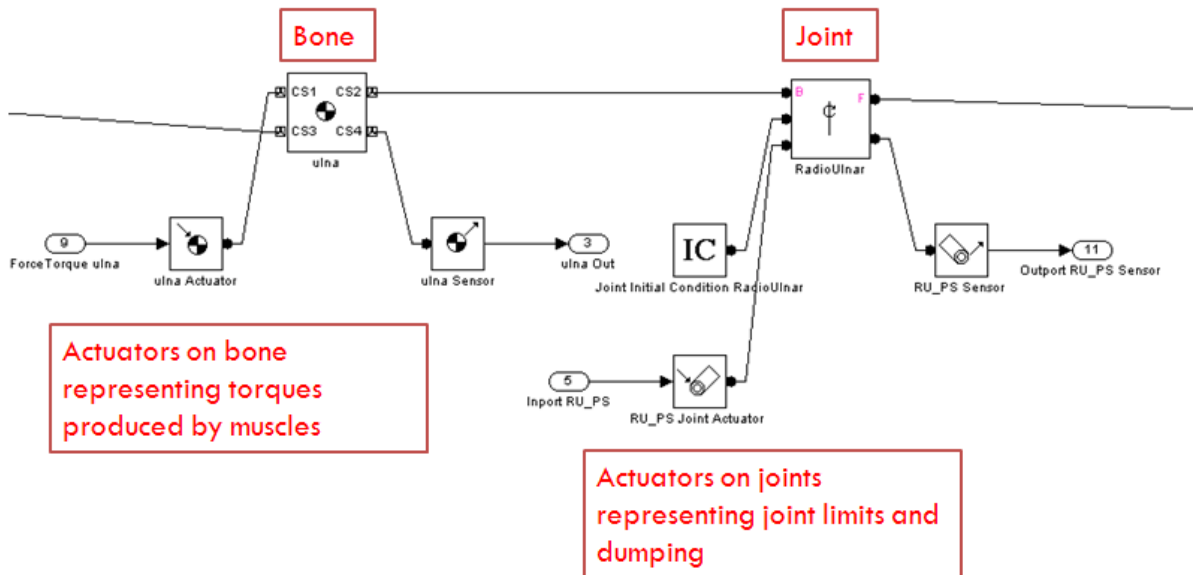 Bone
Joint
CS1 CS2
CS3 CS4
ulna
B F
RadioUlnar
9
ForceTorque ulna
ulna Actuator
ulna Sensor
3
ulna Out
IC
Joint Initial Condition RadioUlnar
RU_PS Sensor
11
Outport RU_PS Sensor
5
Inport RU_PS
RU_PS Joint Actuator
Actuators on bone
representing torques
produced by muscles
Actuators on joints
representing joint limits and
dumping